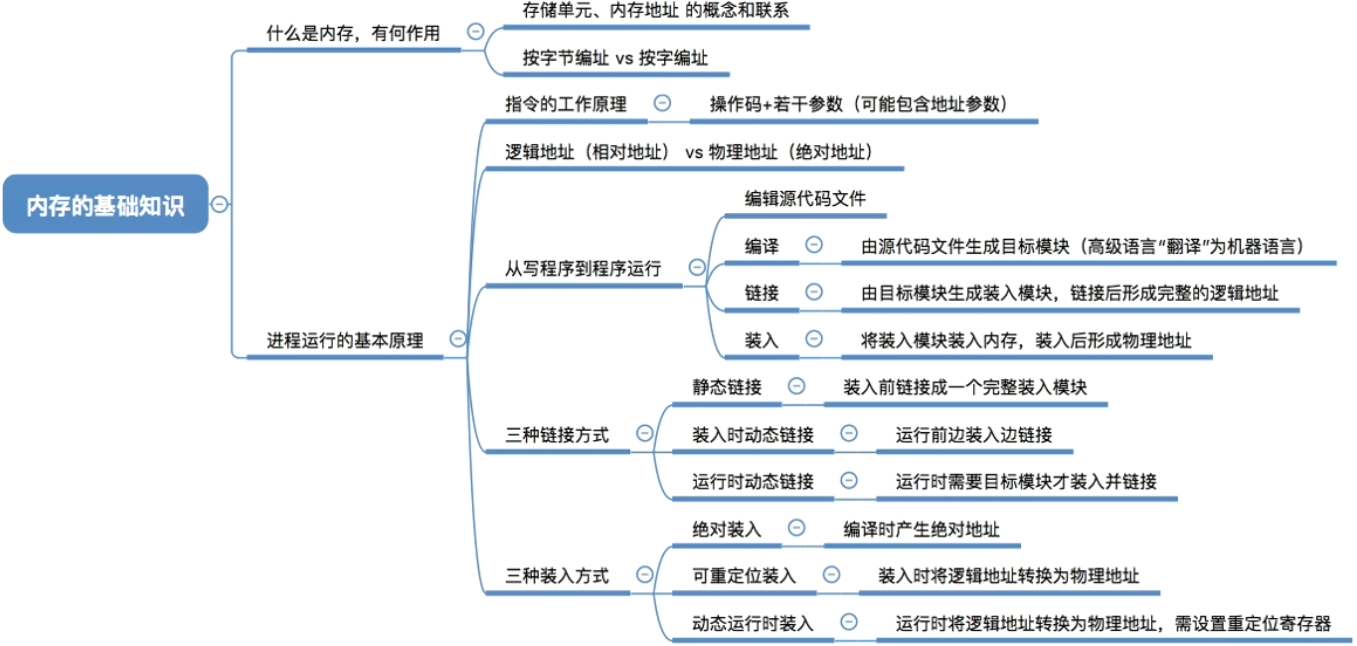 内存的基础知识
什么是内存，有何作用
存储单元、内存地址 的概念和联系
按字节编址 vs 按字编址
进程运行的基本原理
指令的工作原理
操作码+若干参数（可能包含地址参数）
逻辑地址（相对地址） vs 物理地址（绝对地址）
从写程序到程序运行
编辑源代码文件
编译
由源代码文件生成目标模块（高级语言“翻译”为机器语言）
链接
由目标模块生成装入模块，链接后形成完整的逻辑地址
装入
将装入模块装入内存，装入后形成物理地址
三种链接方式
静态链接
装入前链接成一个完整装入模块
装入时动态链接
运行前边装入边链接
运行时动态链接
运行时需要目标模块才装入并链接
三种装入方式
绝对装入
编译时产生绝对地址
可重定位装入
装入时将逻辑地址转换为物理地址
动态运行时装入
运行时将逻辑地址转换为物理地址，需设置重定位寄存器